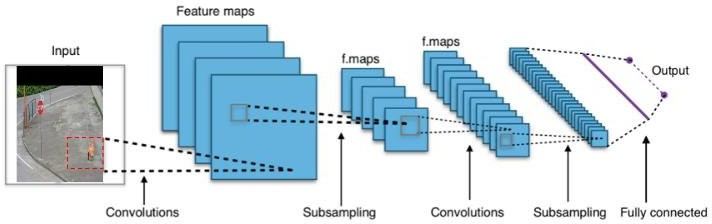 Feature maps
Input
f.maps
f.maps
Output
Convolutions
Subsampling
Convolutions
Subsampling
Fully connected